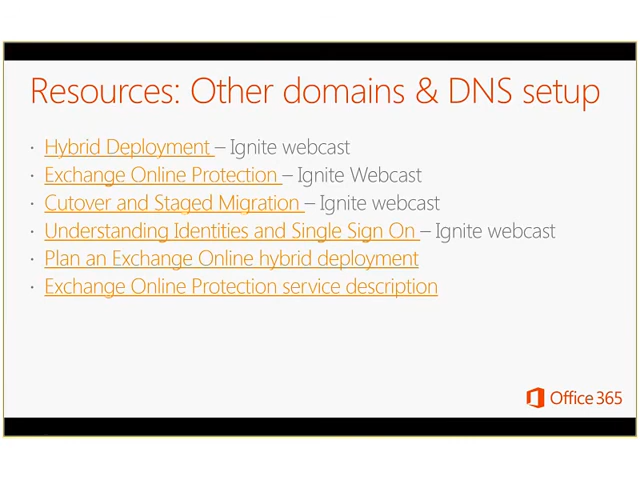 Resources: Other domains & DNS setup
· Hybrid Deployment – Ignite webcast
· Exchange Online Protection – Ignite Webcast
· Cutover and Staged Migration – Ignite webcast
· Understanding Identities and Single Sign On – Ignite webcast
· Plan an Exchange Online hybrid deployment
· Exchange Online Protection service description
Office 365